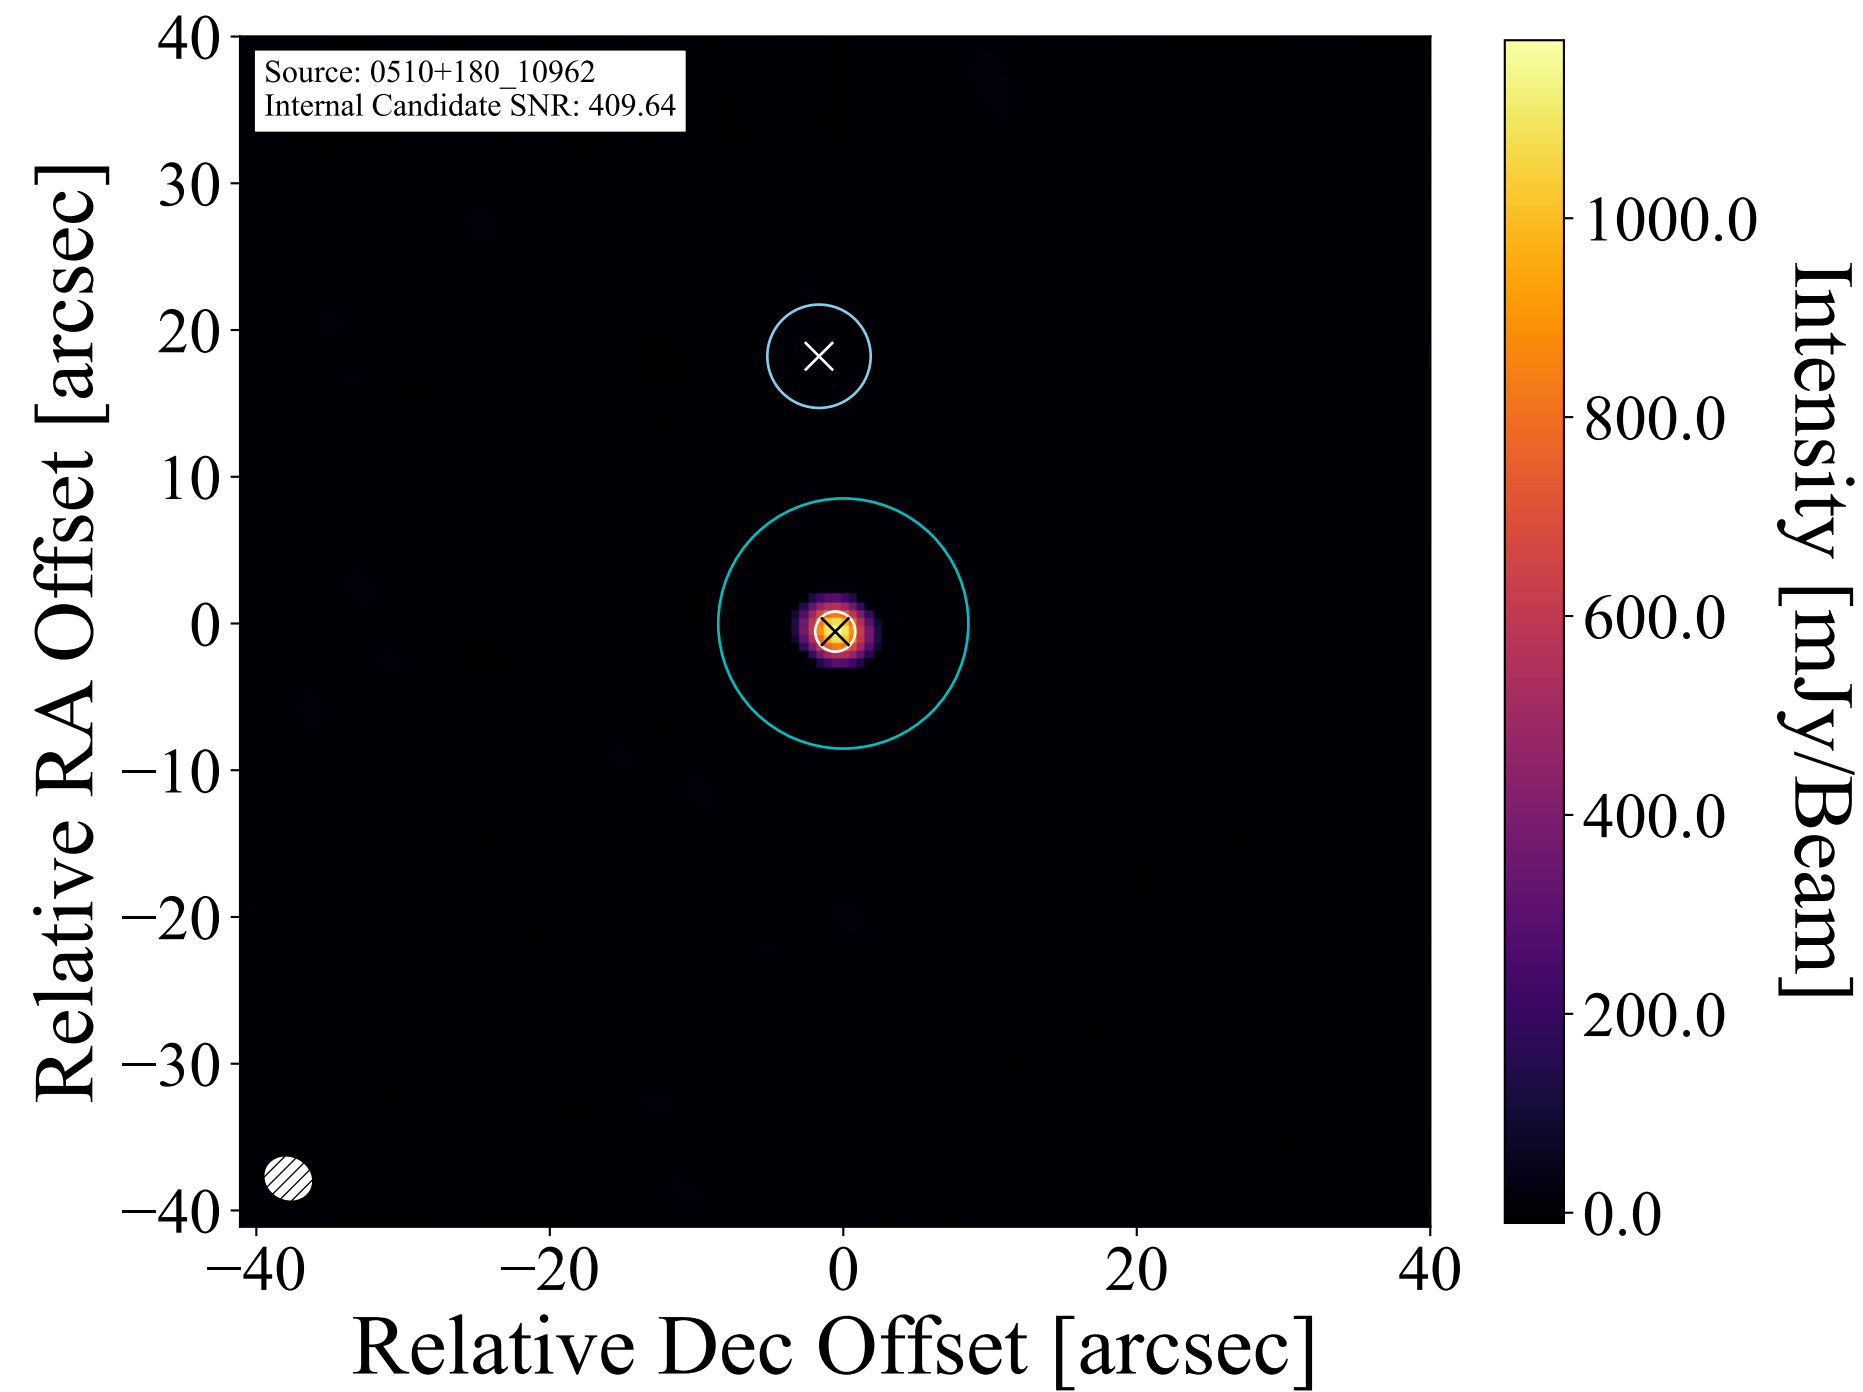 Source: 0510+180_10962
Internal Candidate SNR: 409.64
40
30
20
10
0
−10
−20
−30
−40
Relative RA Offset [arcsec]
−40 −20 0 20 40
Relative Dec Offset [arcsec]
1000.0
800.0
600.0
400.0
200.0
0.0
Intensity [mJy/Beam]